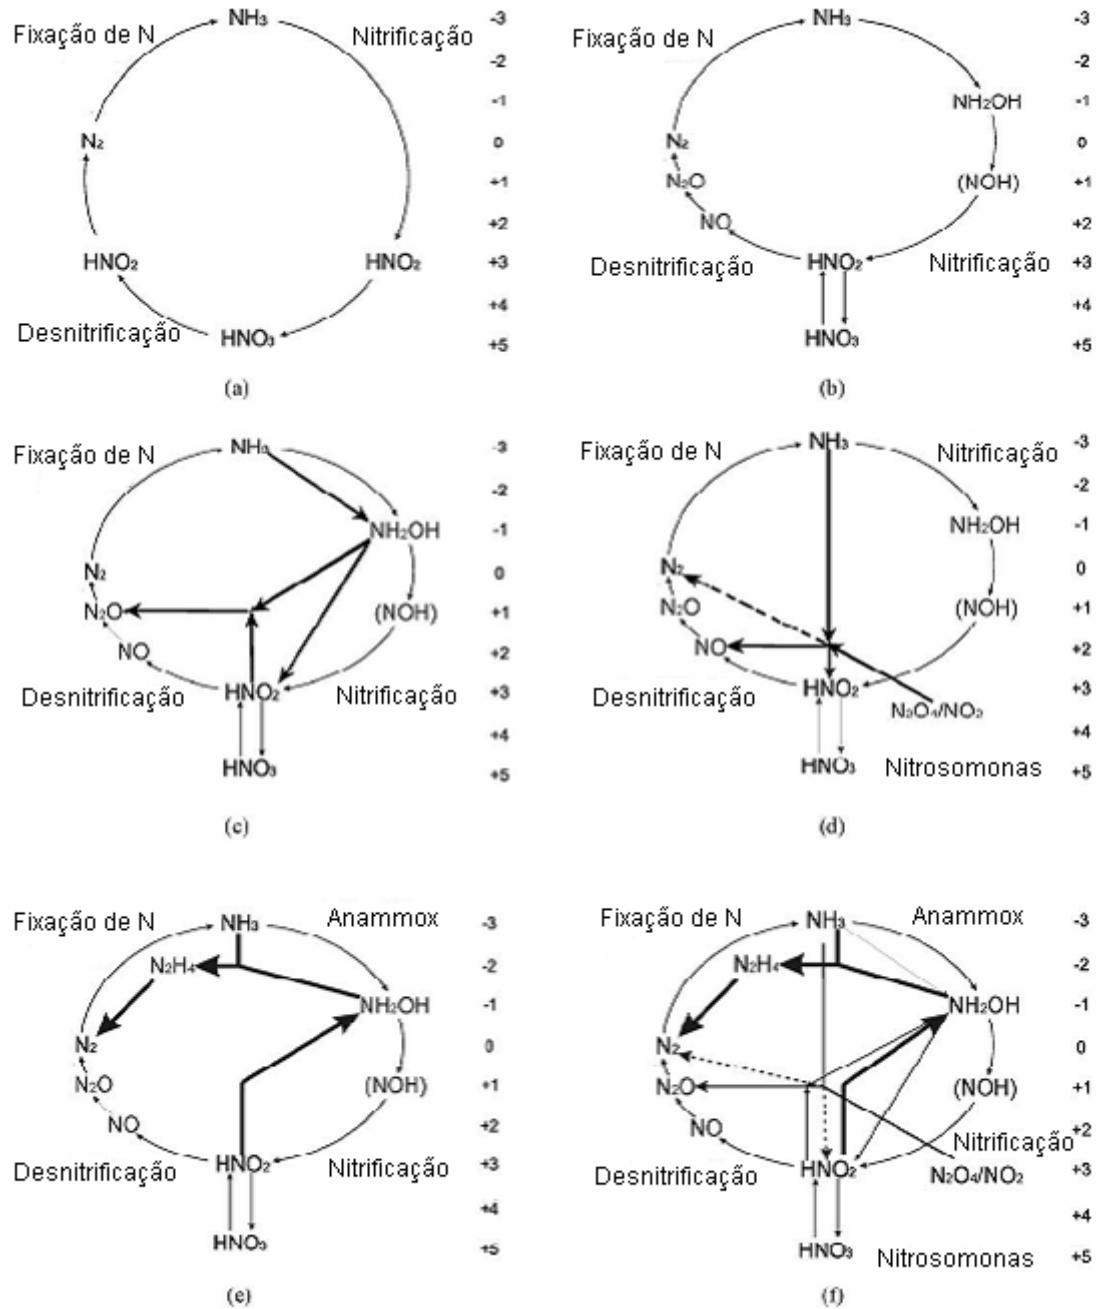 Fixação de N NH₃ Nitrificação -3
-2
-1
N₂ 0
+1
+2
HNO₂ HNO₂ +3
+4
Desnitrificação HNO₃ +5
(a)
Fixação de N NH₃ -3
-2
NH₂OH -1
N₂ 0
N₂O (NOH) +1
NO +2
Desnitrificação HNO₂ Nitrificação +3
+4
HNO₃ +5
(b)
Fixação de N NH₃ -3
-2
NH₂OH -1
N₂ 0
N₂O (NOH) +1
NO +2
Desnitrificação HNO₂ Nitrificação +3
+4
HNO₃ +5
(c)
Fixação de N NH₃ Nitrificação -3
-2
NH₂OH -1
N₂ 0
N₂O (NOH) +1
NO +2
Desnitrificação HNO₂ +3
N₂O₄/NO₂ +4
HNO₃ Nitrosomonas +5
(d)
Fixação de N NH₃ Anammox -3
N₂H₄ -2
NH₂OH -1
N₂ 0
N₂O (NOH) +1
NO +2
Desnitrificação HNO₂ Nitrificação +3
+4
HNO₃ +5
(e)
Fixação de N NH₃ Anammox -3
N₂H₄ -2
NH₂OH -1
N₂ 0
N₂O (NOH) +1
NO Nitrificação +2
Desnitrificação HNO₂ N₂O₄/NO₂ +3
+4
HNO₃ Nitrosomonas +5
(f)